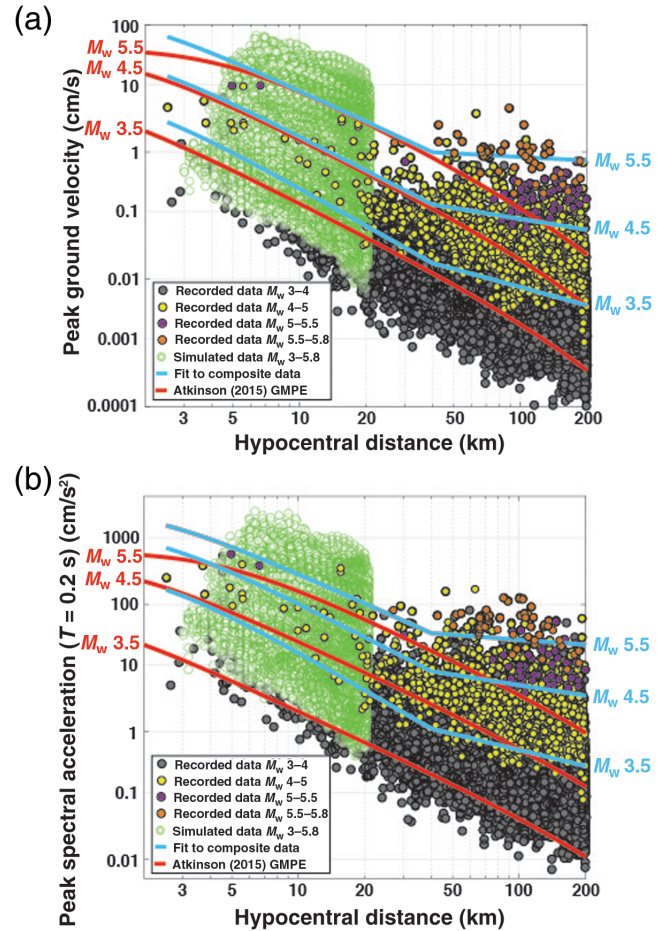 (a)
100
10
1
0.1
0.01
0.001
0.0001
Peak ground velocity (cm/s)
Mw 5.5
Mw 4.5
Mw 3.5
Mw 5.5
Mw 4.5
Mw 3.5
Recorded data Mw 3–4
Recorded data Mw 4–5
Recorded data Mw 5–5.5
Recorded data Mw 5.5–5.8
Simulated data Mw 3–5.8
Fit to composite data
Atkinson (2015) GMPE
3 5 10 20 50 100 200
Hypocentral distance (km)
(b)
1000
100
10
1
0.1
0.01
Peak spectral acceleration (T = 0.2 s) (cm/s²)
Mw 5.5
Mw 4.5
Mw 3.5
Mw 5.5
Mw 4.5
Mw 3.5
Recorded data Mw 3–4
Recorded data Mw 4–5
Recorded data Mw 5–5.5
Recorded data Mw 5.5–5.8
Simulated data Mw 3–5.8
Fit to composite data
Atkinson (2015) GMPE
3 5 10 20 50 100 200
Hypocentral distance (km)